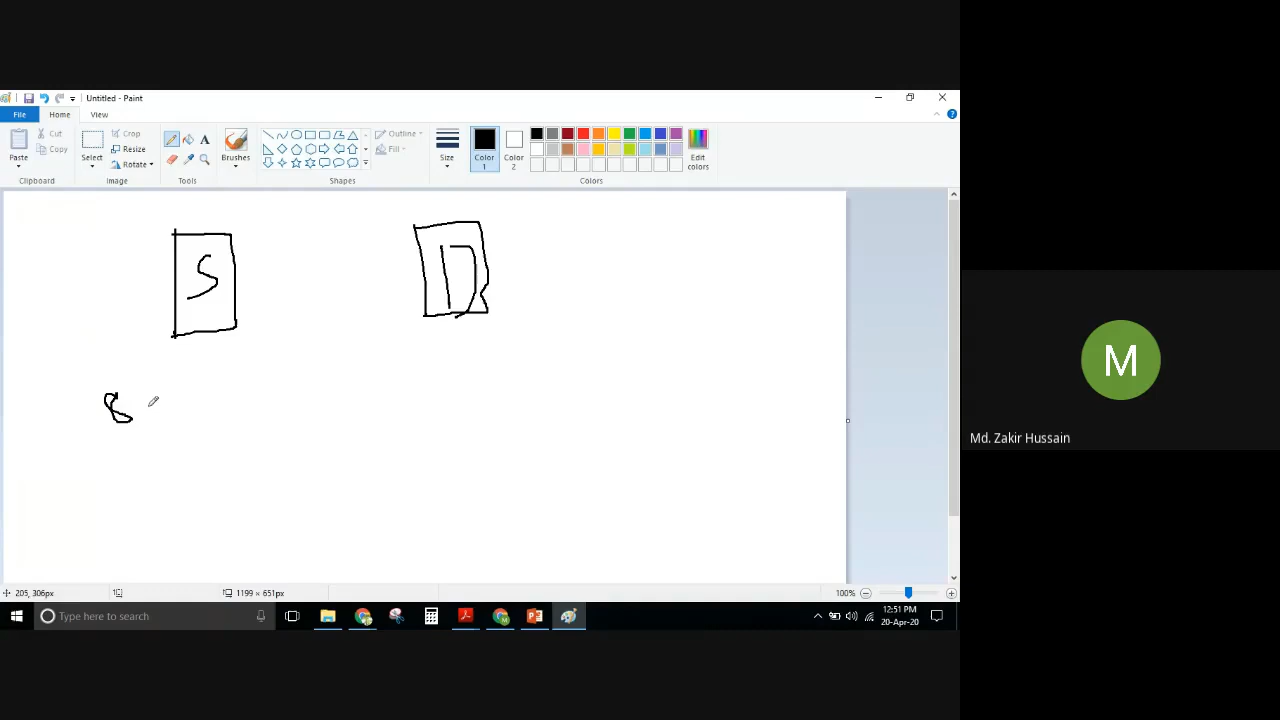 Untitled - Paint
File Home View
Paste
Cut
Copy
Clipboard
Select
Crop
Resize
Rotate
Image
A
Tools
Brushes
Shapes
Outline
Fill
Size
Color 1
Color 2
Edit colors
Colors
S
D
8
M
Md. Zakir Hussain
205, 306px
1199 × 651px
100%
Type here to search
12:51 PM
20-Apr-20